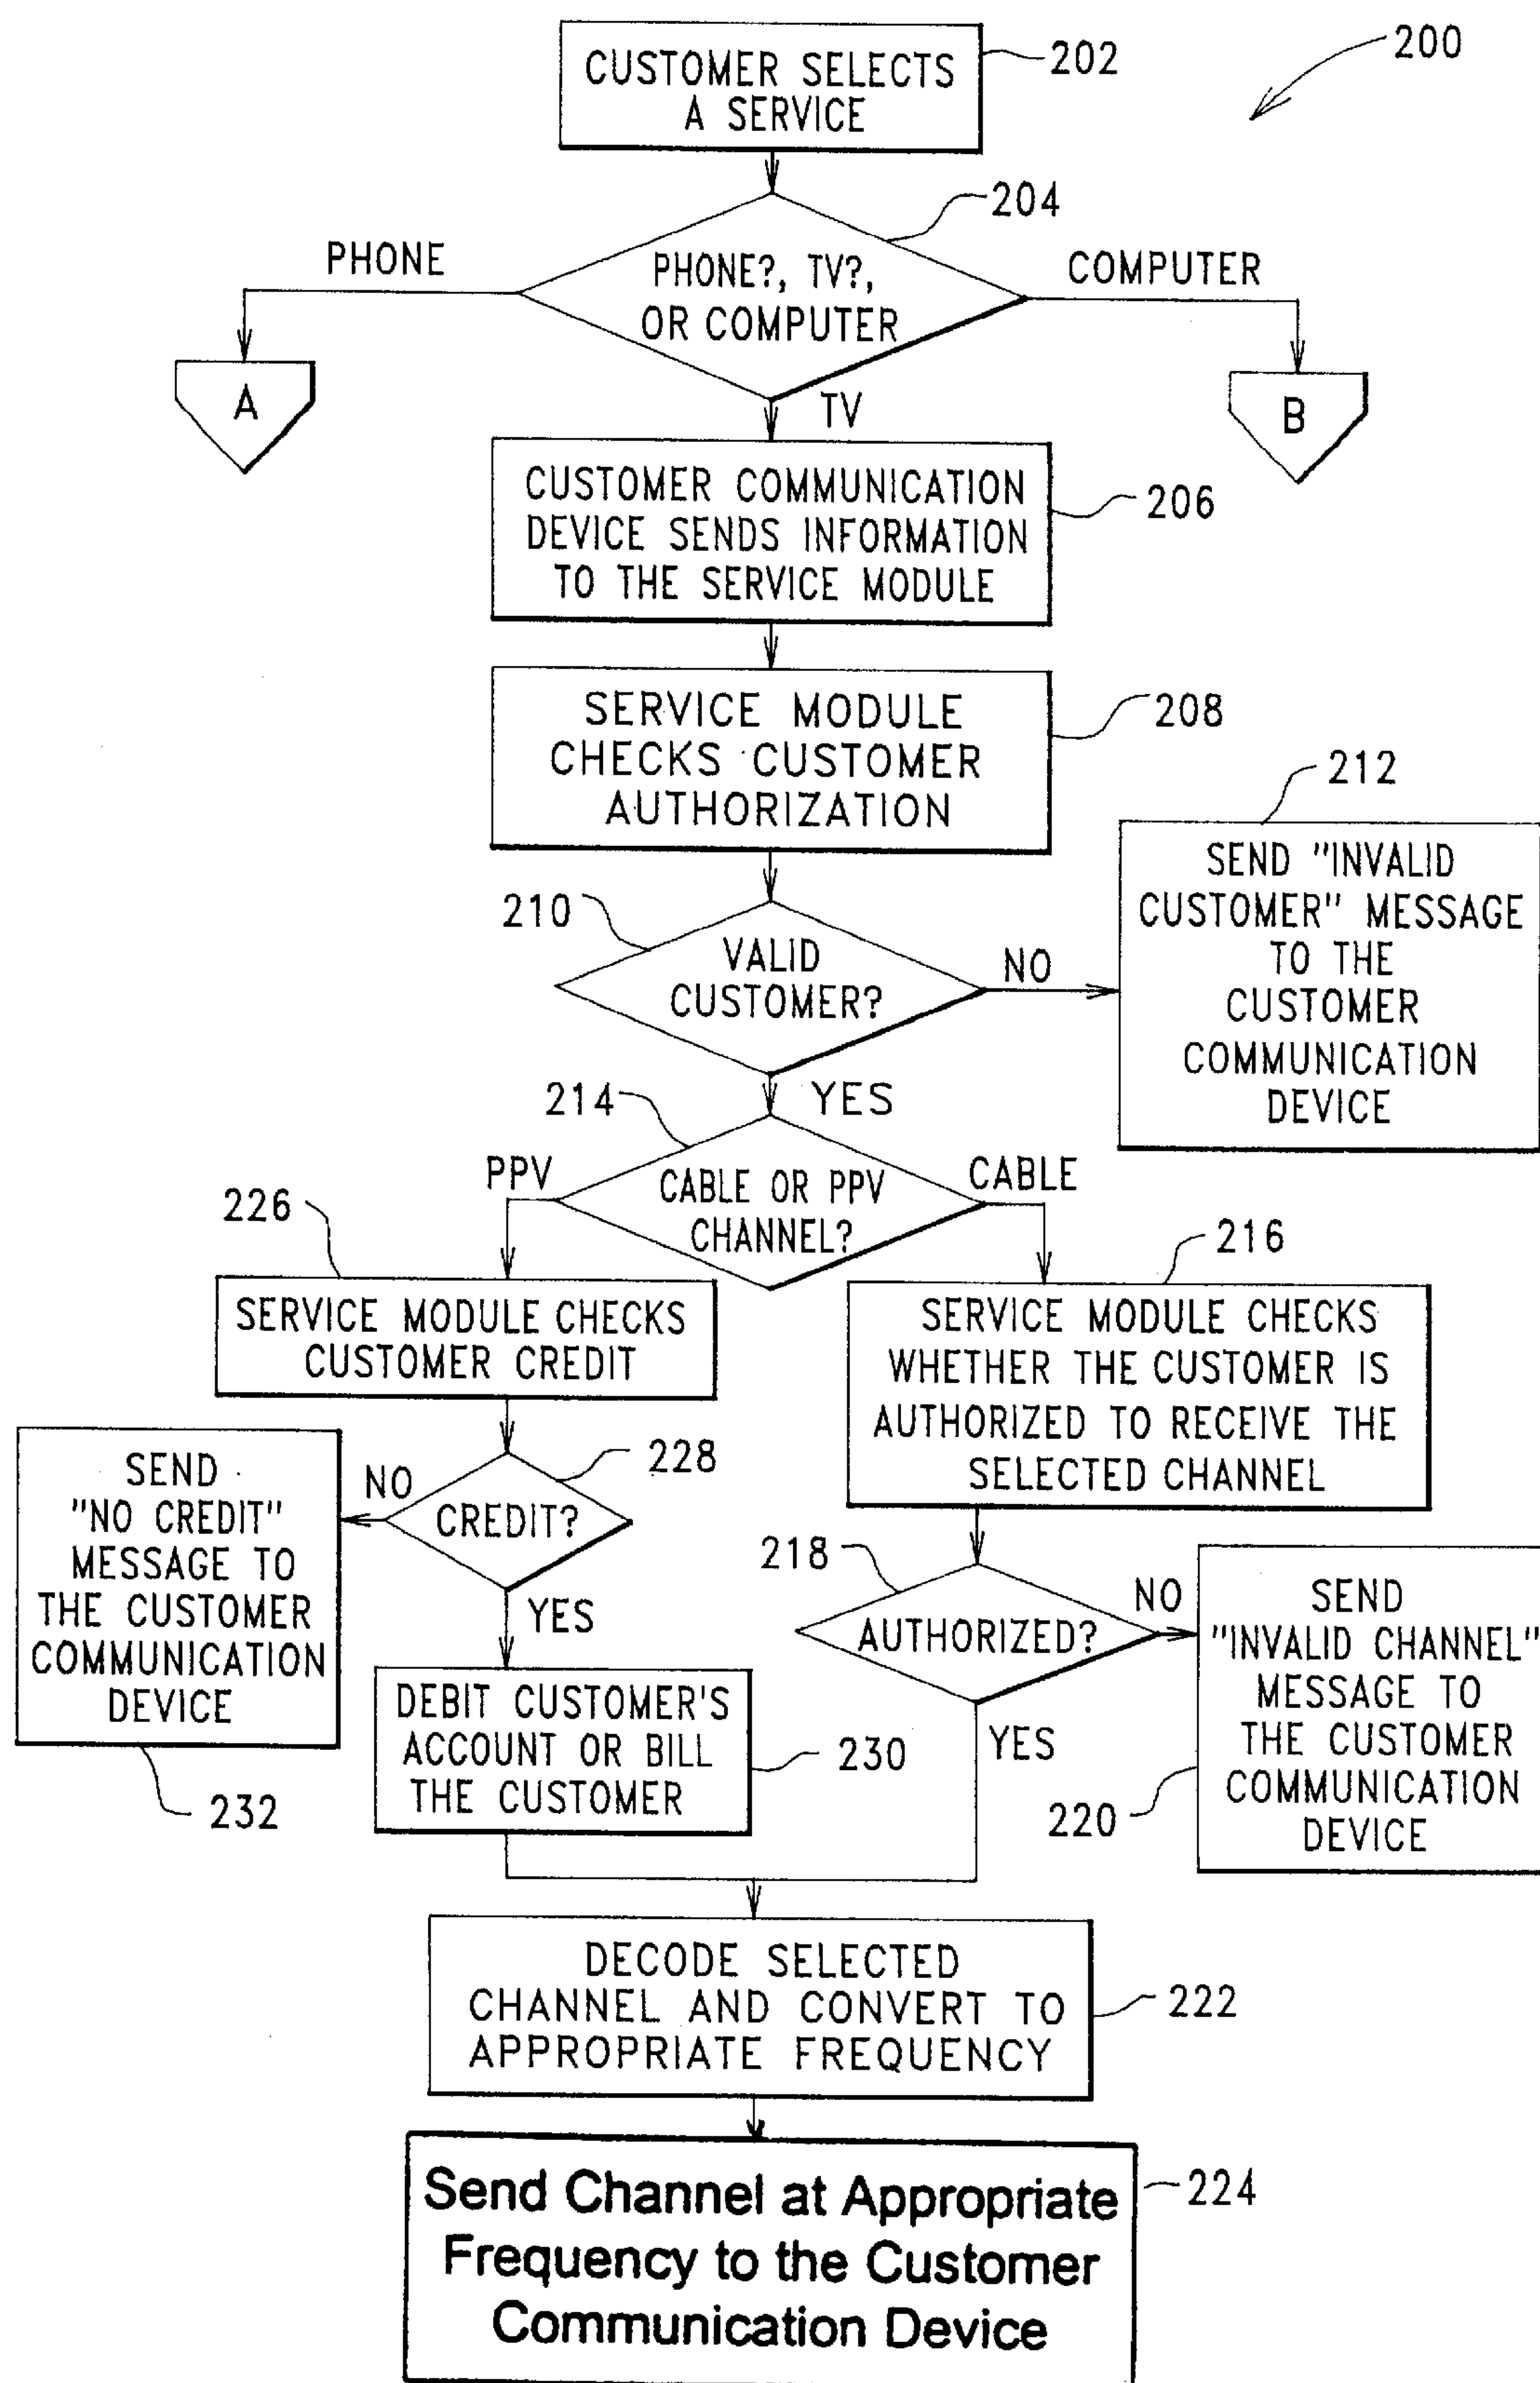 200
CUSTOMER SELECTS
A SERVICE
202
204
PHONE?, TV?,
OR COMPUTER
PHONE
COMPUTER
A
B
TV
CUSTOMER COMMUNICATION
DEVICE SENDS INFORMATION
TO THE SERVICE MODULE
206
SERVICE MODULE
CHECKS CUSTOMER
AUTHORIZATION
208
210
VALID
CUSTOMER?
NO
212
SEND "INVALID
CUSTOMER" MESSAGE
TO THE
CUSTOMER
COMMUNICATION
DEVICE
YES
214
CABLE OR PPV
CHANNEL?
PPV
CABLE
226
SERVICE MODULE CHECKS
CUSTOMER CREDIT
216
SERVICE MODULE CHECKS
WHETHER THE CUSTOMER IS
AUTHORIZED TO RECEIVE THE
SELECTED CHANNEL
228
CREDIT?
NO
SEND
"NO CREDIT"
MESSAGE TO
THE CUSTOMER
COMMUNICATION
DEVICE
232
YES
DEBIT CUSTOMER'S
ACCOUNT OR BILL
THE CUSTOMER
230
218
AUTHORIZED?
NO
SEND
"INVALID CHANNEL"
MESSAGE TO
THE CUSTOMER
COMMUNICATION
DEVICE
220
YES
DECODE SELECTED
CHANNEL AND CONVERT TO
APPROPRIATE FREQUENCY
222
Send Channel at Appropriate
Frequency to the Customer
Communication Device
224